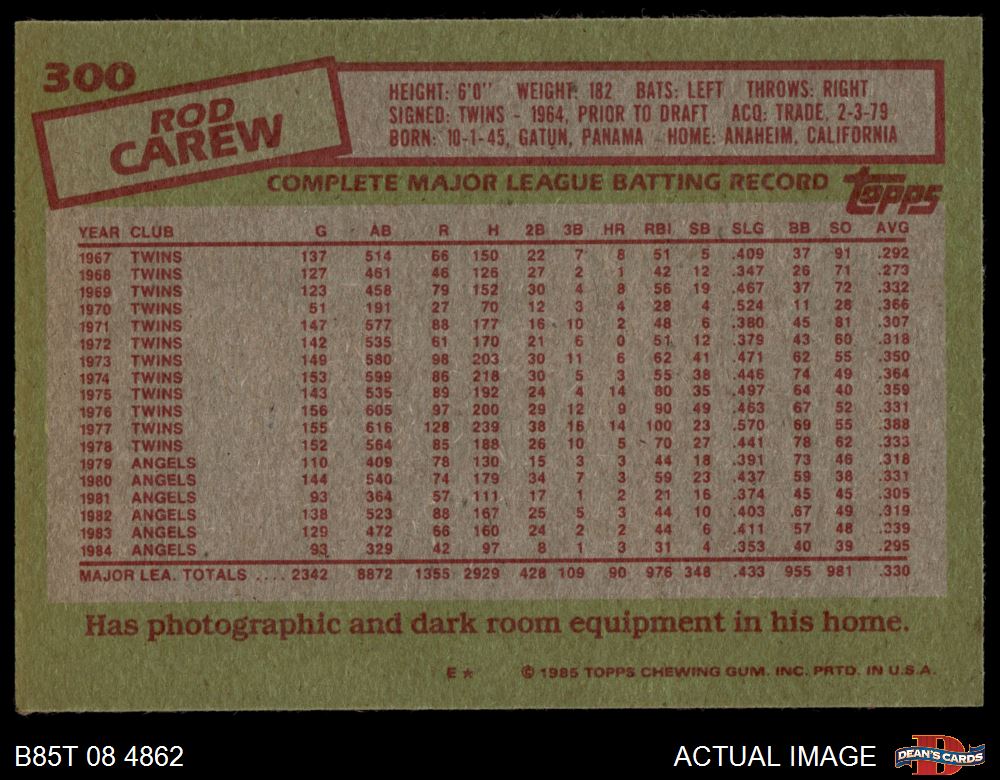 300
ROD
CAREW
HEIGHT: 6'0" WEIGHT: 182 BATS: LEFT THROWS: RIGHT
SIGNED: TWINS - 1964, PRIOR TO DRAFT ACQ: TRADE, 2-3-79
BORN: 10-1-45, GATUN, PANAMA HOME: ANAHEIM, CALIFORNIA
COMPLETE MAJOR LEAGUE BATTING RECORD
Topps
YEAR CLUB G AB R H 2B 3B HR RBI SB SLG BB SO AVG
1967 TWINS 137 514 66 150 22 7 8 51 5 .409 37 91 .292
1968 TWINS 127 461 46 126 27 2 1 42 12 .347 26 71 .273
1969 TWINS 123 458 79 152 30 4 8 56 19 .467 37 72 .332
1970 TWINS 51 191 27 70 12 3 4 28 4 .524 11 28 .366
1971 TWINS 147 577 88 177 16 10 2 48 6 .380 45 81 .307
1972 TWINS 142 535 61 170 21 6 0 51 12 .379 43 60 .318
1973 TWINS 149 580 98 203 30 11 6 62 41 .471 62 55 .350
1974 TWINS 153 599 86 218 30 5 3 55 38 .446 74 49 .364
1975 TWINS 143 535 89 192 24 4 14 80 35 .497 64 40 .359
1976 TWINS 156 605 97 200 29 12 9 90 49 .463 67 52 .331
1977 TWINS 155 616 128 239 38 16 14 100 23 .570 69 55 .388
1978 TWINS 152 564 85 188 26 10 5 70 27 .441 78 62 .333
1979 ANGELS 110 409 78 130 15 3 3 44 18 .391 73 46 .318
1980 ANGELS 144 540 74 179 34 7 3 59 23 .437 59 38 .331
1981 ANGELS 93 364 57 111 17 1 2 21 16 .374 45 45 .305
1982 ANGELS 138 523 88 167 25 5 3 44 10 .403 67 49 .319
1983 ANGELS 129 472 66 160 24 2 2 44 6 .411 57 48 .339
1984 ANGELS 93 329 42 97 8 1 3 31 4 .353 40 39 .295
MAJOR LEA. TOTALS .... 2342 8872 1355 2929 428 109 90 976 348 .433 955 981 .330
Has photographic and dark room equipment in his home.
E* © 1985 TOPPS CHEWING GUM. INC. PRTD. IN U.S.A.
B85T 08 4862 ACTUAL IMAGE DEAN'S CARDS